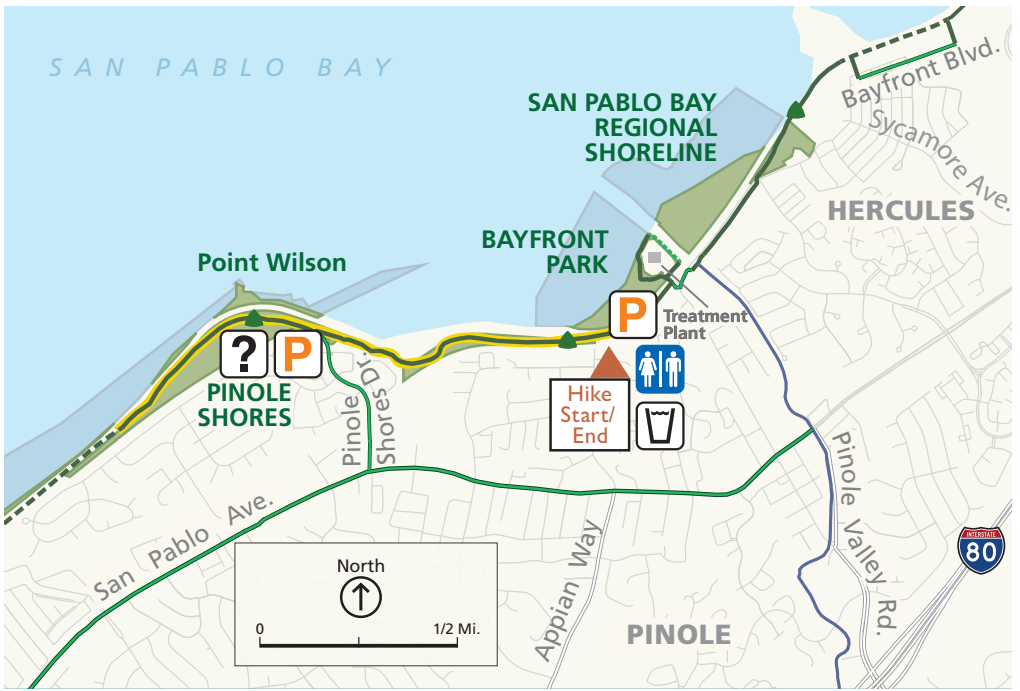 SAN PABLO BAY
Bayfront Blvd.
SAN PABLO BAY
REGIONAL
SHORELINE
Sycamore Ave.
HERCULES
BAYFRONT
PARK
Point Wilson
P
Treatment
Plant
?
P
PINOLE
SHORES
Pinole
Shores Dr.
Hike
Start/
End
Pinole Valley Rd.
San Pablo Ave.
Appian Way
INTERSTATE
80
North
0
1/2 Mi.
PINOLE